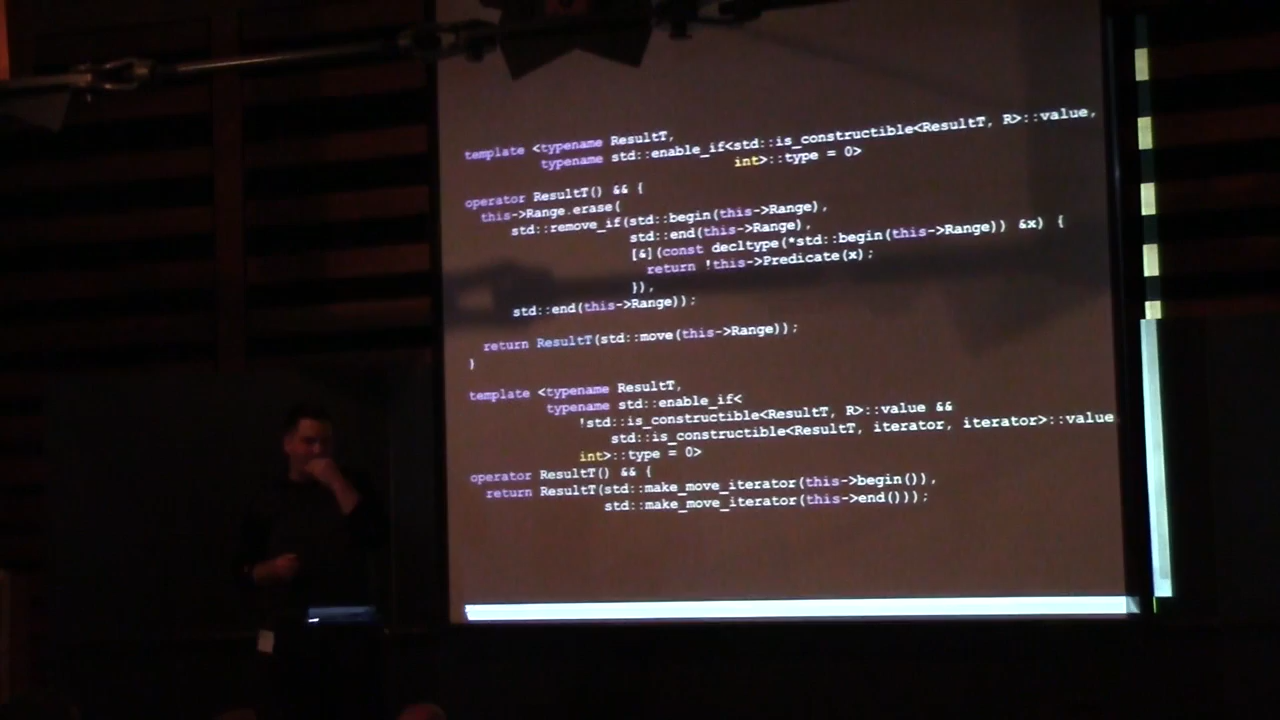 template <typename ResultT,
typename std::enable_if<std::is_constructible<ResultT, R>::value,
int>::type = 0>
operator ResultT() && {
this->Range.erase(
std::remove_if(std::begin(this->Range),
std::end(this->Range),
[&](const decltype(*std::begin(this->Range)) &x) {
return !this->Predicate(x);
}),
std::end(this->Range));
return ResultT(std::move(this->Range));
}
template <typename ResultT,
typename std::enable_if<
!std::is_constructible<ResultT, R>::value &&
std::is_constructible<ResultT, iterator, iterator>::value
int>::type = 0>
operator ResultT() && {
return ResultT(std::make_move_iterator(this->begin()),
std::make_move_iterator(this->end()));